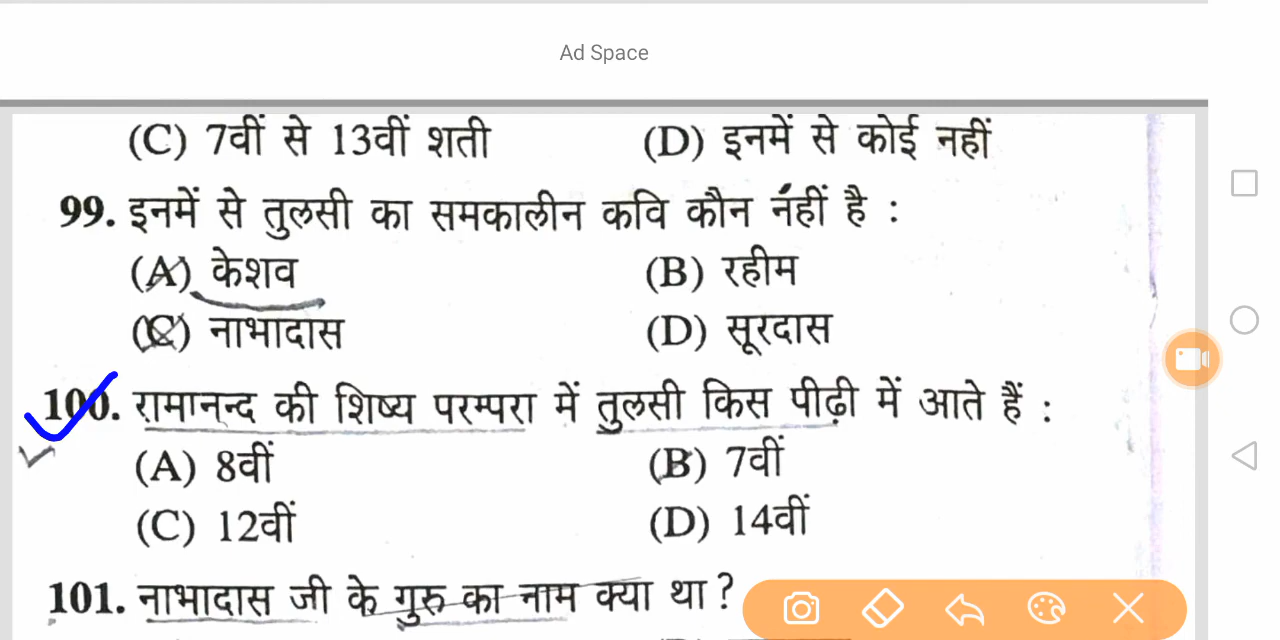 Ad Space
(C) 7वीं से 13वीं शती (D) इनमें से कोई नहीं
99. इनमें से तुलसी का समकालीन कवि कौन नहीं है :
(A) केशव (B) रहीम
(C) नाभादास (D) सूरदास
100. रामानन्द की शिष्य परम्परा में तुलसी किस पीढ़ी में आते हैं :
(A) 8वीं (B) 7वीं
(C) 12वीं (D) 14वीं
101. नाभादास जी के गुरु का नाम क्या था ?